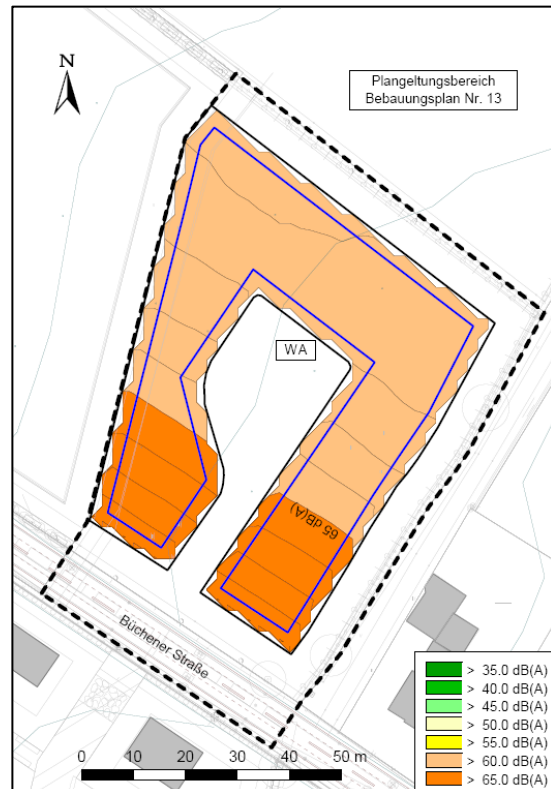 N
Plangeltungsbereich
Bebauungsplan Nr. 13
WA
65 dB(A)
Büchener Straße
0 10 20 30 40 50 m
> 35.0 dB(A)
> 40.0 dB(A)
> 45.0 dB(A)
> 50.0 dB(A)
> 55.0 dB(A)
> 60.0 dB(A)
> 65.0 dB(A)